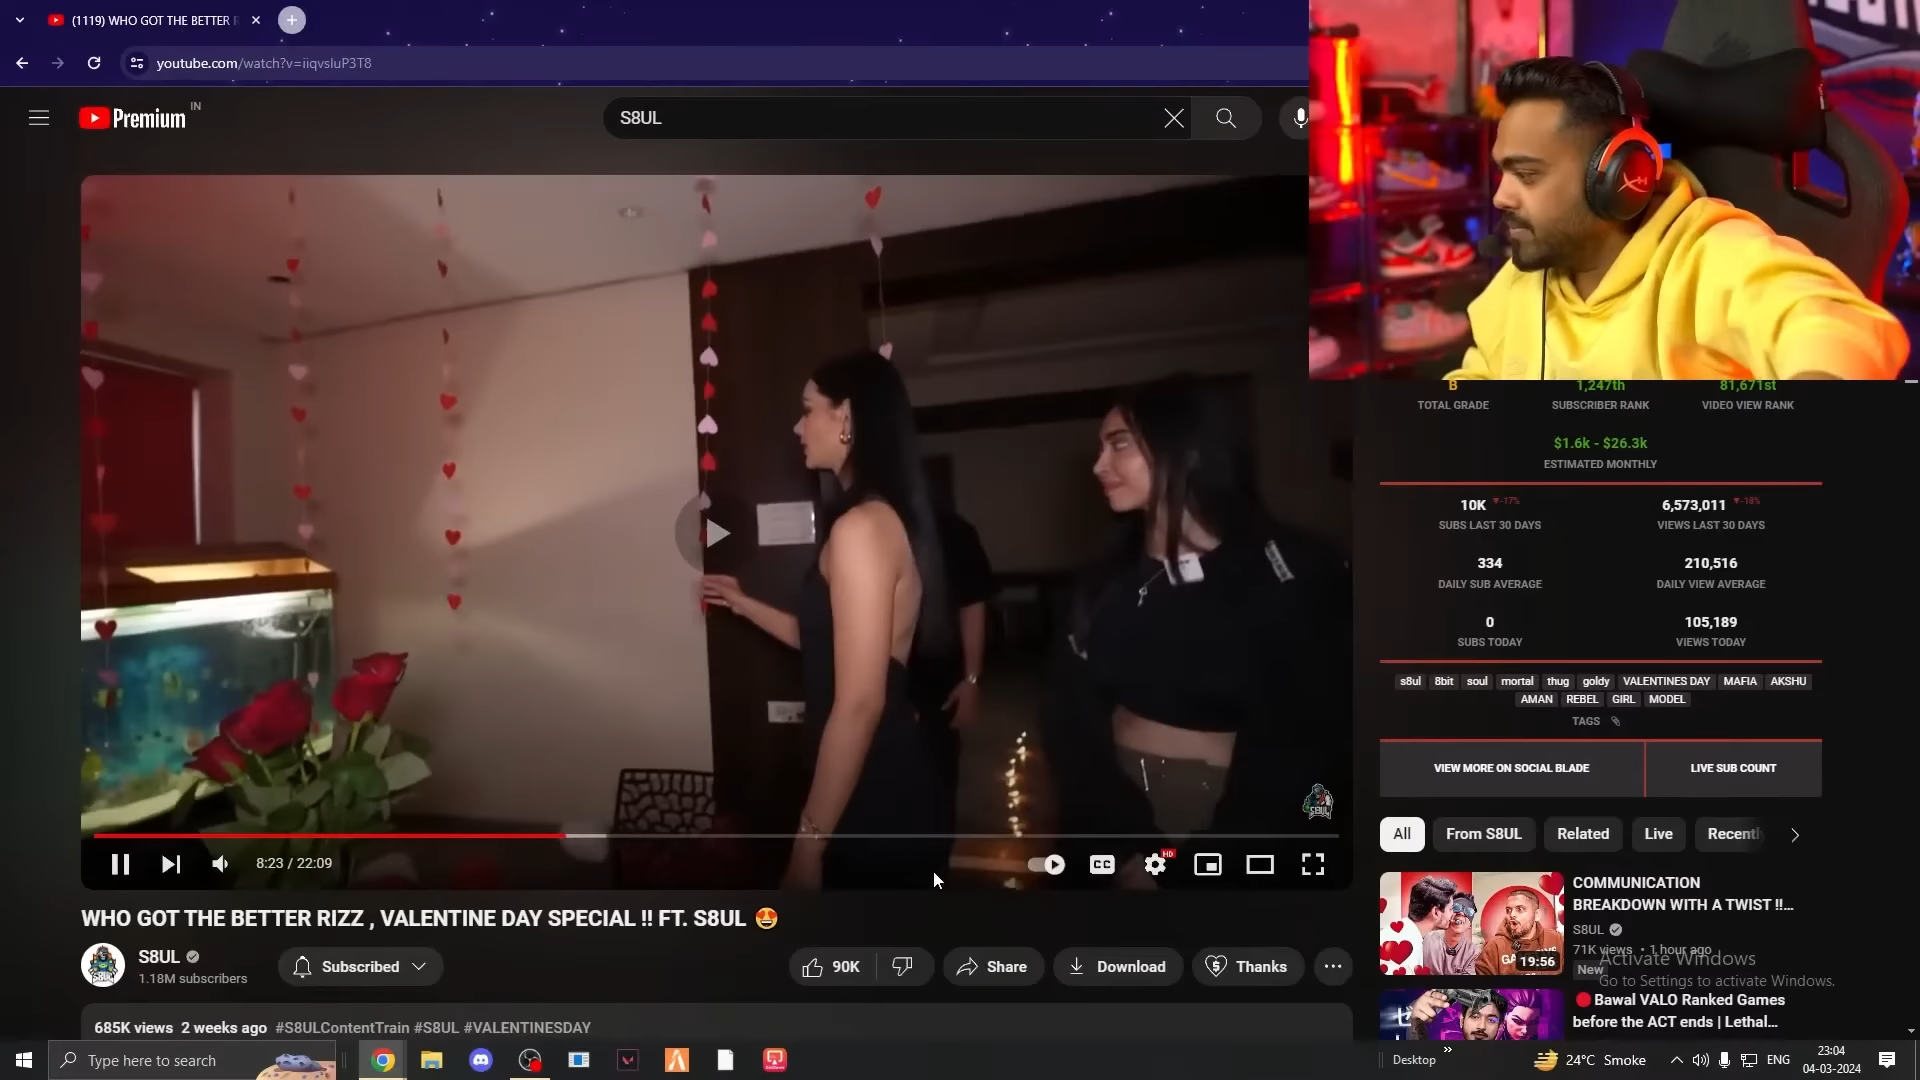 (1119) WHO GOT THE BETTER R
youtube.com/watch?v=iiqvsluP3T8
Premium IN
S8UL
B 1,247th 81,671st
TOTAL GRADE SUBSCRIBER RANK VIDEO VIEW RANK
$1.6k - $26.3k
ESTIMATED MONTHLY
10K -17% 6,573,011 -18%
SUBS LAST 30 DAYS VIEWS LAST 30 DAYS
334 210,516
DAILY SUB AVERAGE DAILY VIEW AVERAGE
0 105,189
SUBS TODAY VIEWS TODAY
s8ul 8bit soul mortal thug goldy VALENTINES DAY MAFIA AKSHU
AMAN REBEL GIRL MODEL
TAGS
VIEW MORE ON SOCIAL BLADE LIVE SUB COUNT
All From S8UL Related Live Recent
8:23 / 22:09
CC HD
S8UL
WHO GOT THE BETTER RIZZ , VALENTINE DAY SPECIAL !! FT. S8UL 😍
S8UL
1.18M subscribers
Subscribed
90K
Share
Download
Thanks
685K views 2 weeks ago #S8ULContentTrain #S8UL #VALENTINESDAY
COMMUNICATION
BREAKDOWN WITH A TWIST !!...
S8UL
71K views • 1 hour ago
New
19:56
Activate Windows
Go to Settings to activate Windows.
Bawal VALO Ranked Games
before the ACT ends | Lethal...
Type here to search
Desktop
24°C Smoke
ENG
23:04
04-03-2024